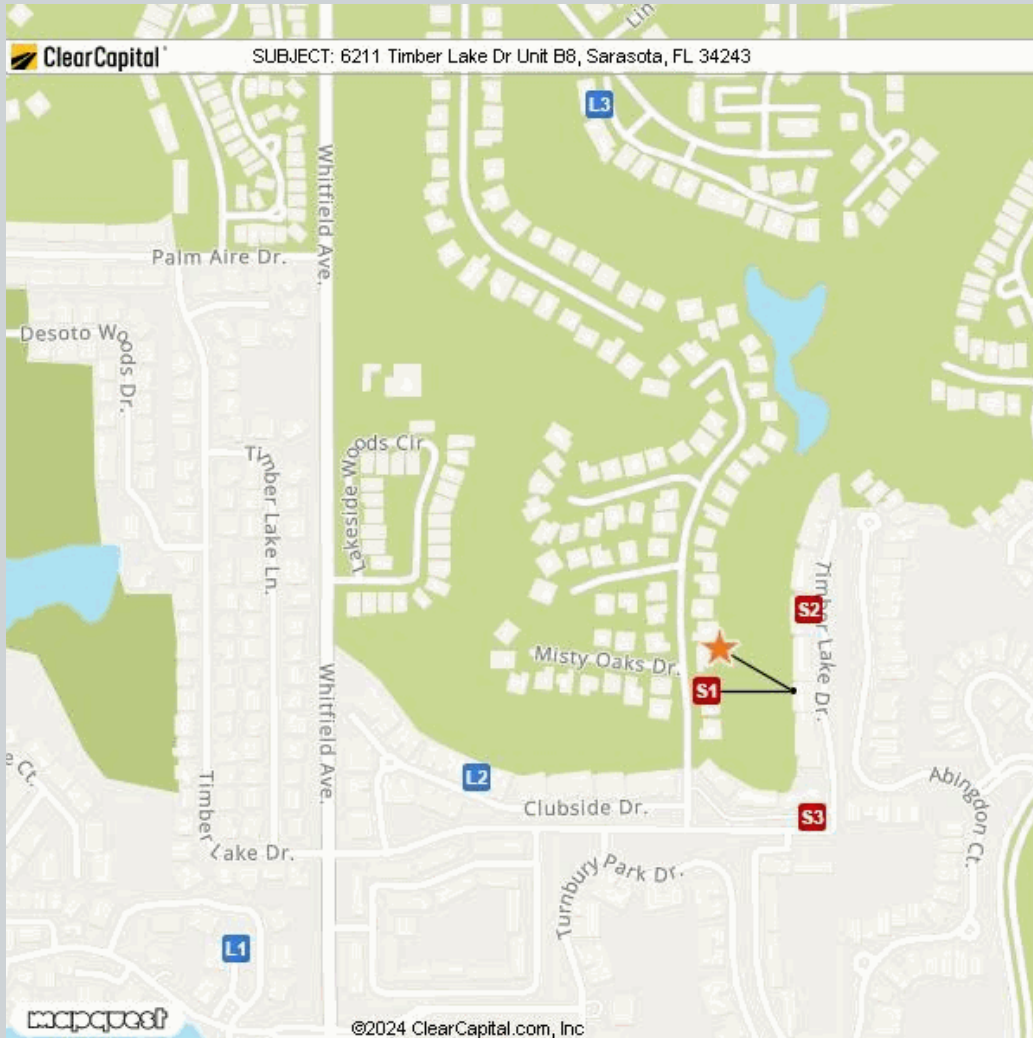 Lin
ClearCapital
SUBJECT: 6211 Timber Lake Dr Unit B8, Sarasota, FL 34243
L3
Whitfield Ave.
Palm Aire Dr.
Desoto Woods Dr.
Timber Lake Ln.
Lakeside Woods Cir
Timber Lake Dr.
S2
Misty Oaks Dr.
S1
Whitfield Ave.
L2
Clubside Dr.
S3
Abingdon Ct.
e Ct.
Timber Lake Dr.
Turnbury Park Dr.
L1
mapquest
©2024 ClearCapital.com, Inc